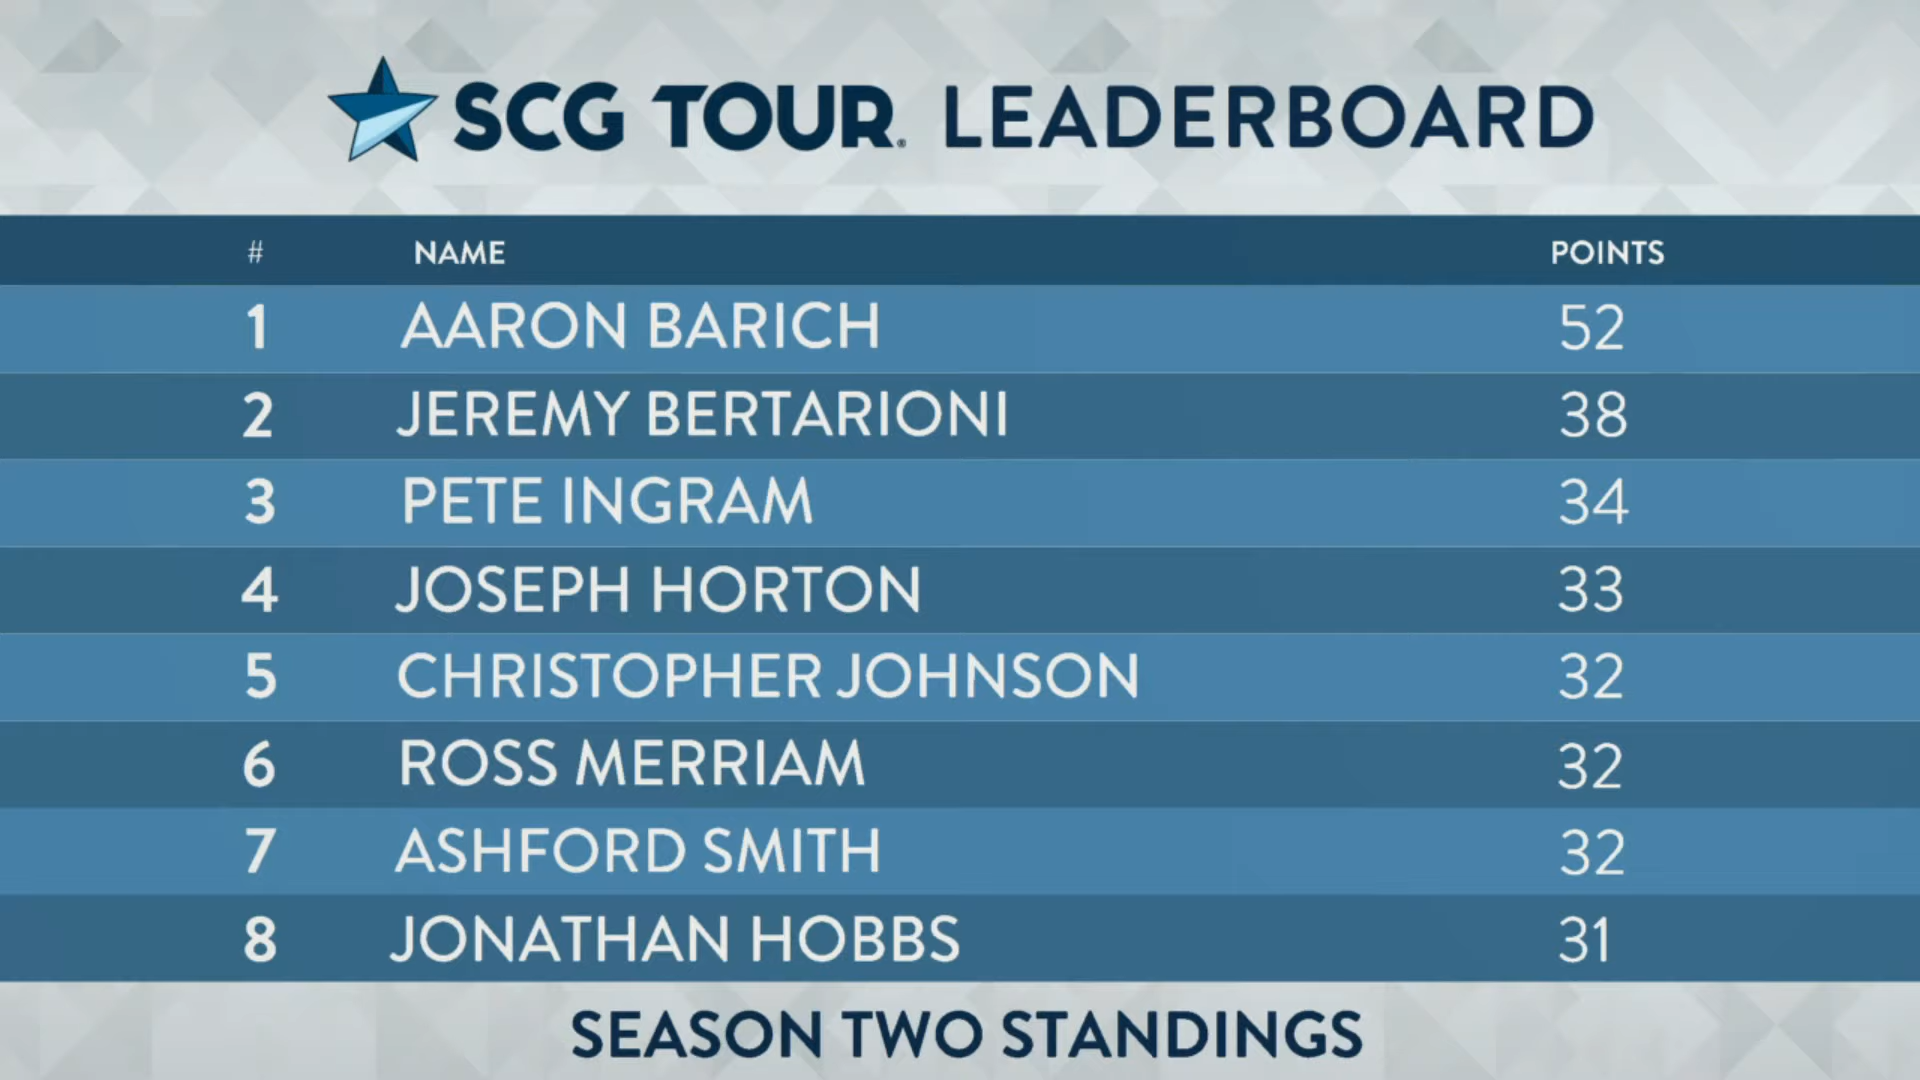 SCG TOUR® LEADERBOARD
# NAME POINTS
1 AARON BARICH 52
2 JEREMY BERTARIONI 38
3 PETE INGRAM 34
4 JOSEPH HORTON 33
5 CHRISTOPHER JOHNSON 32
6 ROSS MERRIAM 32
7 ASHFORD SMITH 32
8 JONATHAN HOBBS 31
SEASON TWO STANDINGS